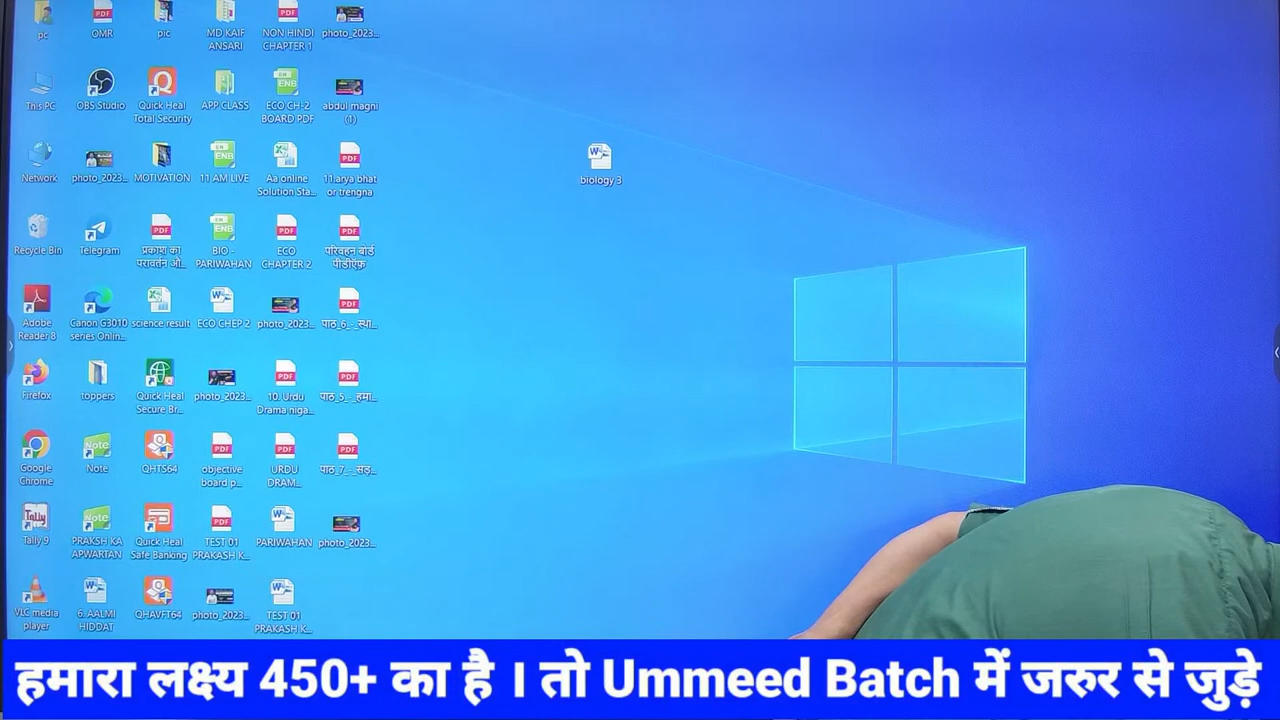 pc
OMR
pic
MD KAIF
ANSARI
NON HINDI
CHAPTER 1
photo_2023...
This PC
OBS Studio
Quick Heal
Total Security
APP CLASS
ECO CH-2
BOARD PDF
abdul magni
(1)
Network
photo_2023...
MOTIVATION
11 AM LIVE
Aa online
Solution Sta...
11.arya bhat
or trengna
biology 3
Recycle Bin
Telegram
प्रकाश का
परावर्तन औ...
BIO -
PARIWAHAN
ECO
CHAPTER 2
परिवहन बोर्ड
पीडीऍफ़
Adobe
Reader 8
Canon G3010
series Onlin...
science result
ECO CHEP 2
photo_2023...
पाठ_6_-_स्था...
Firefox
toppers
Quick Heal
Secure Br...
photo_2023...
10. Urdu
Drama niga...
पाठ_5_-_हमा...
Google
Chrome
Note
Note
QHTS64
objective
board p...
URDU
DRAM...
पाठ_7_-_सड़...
Tally
Tally 9
Note
PRAKSH KA
APWARTAN
Quick Heal
Safe Banking
TEST 01
PRAKASH K...
PARIWAHAN
photo_2023...
VLC media
player
6. AALMI
HIDDAT
QHAVFT64
photo_2023...
TEST 01
PRAKASH K...
हमारा लक्ष्य 450+ का है । तो Ummeed Batch में जरुर से जुड़े